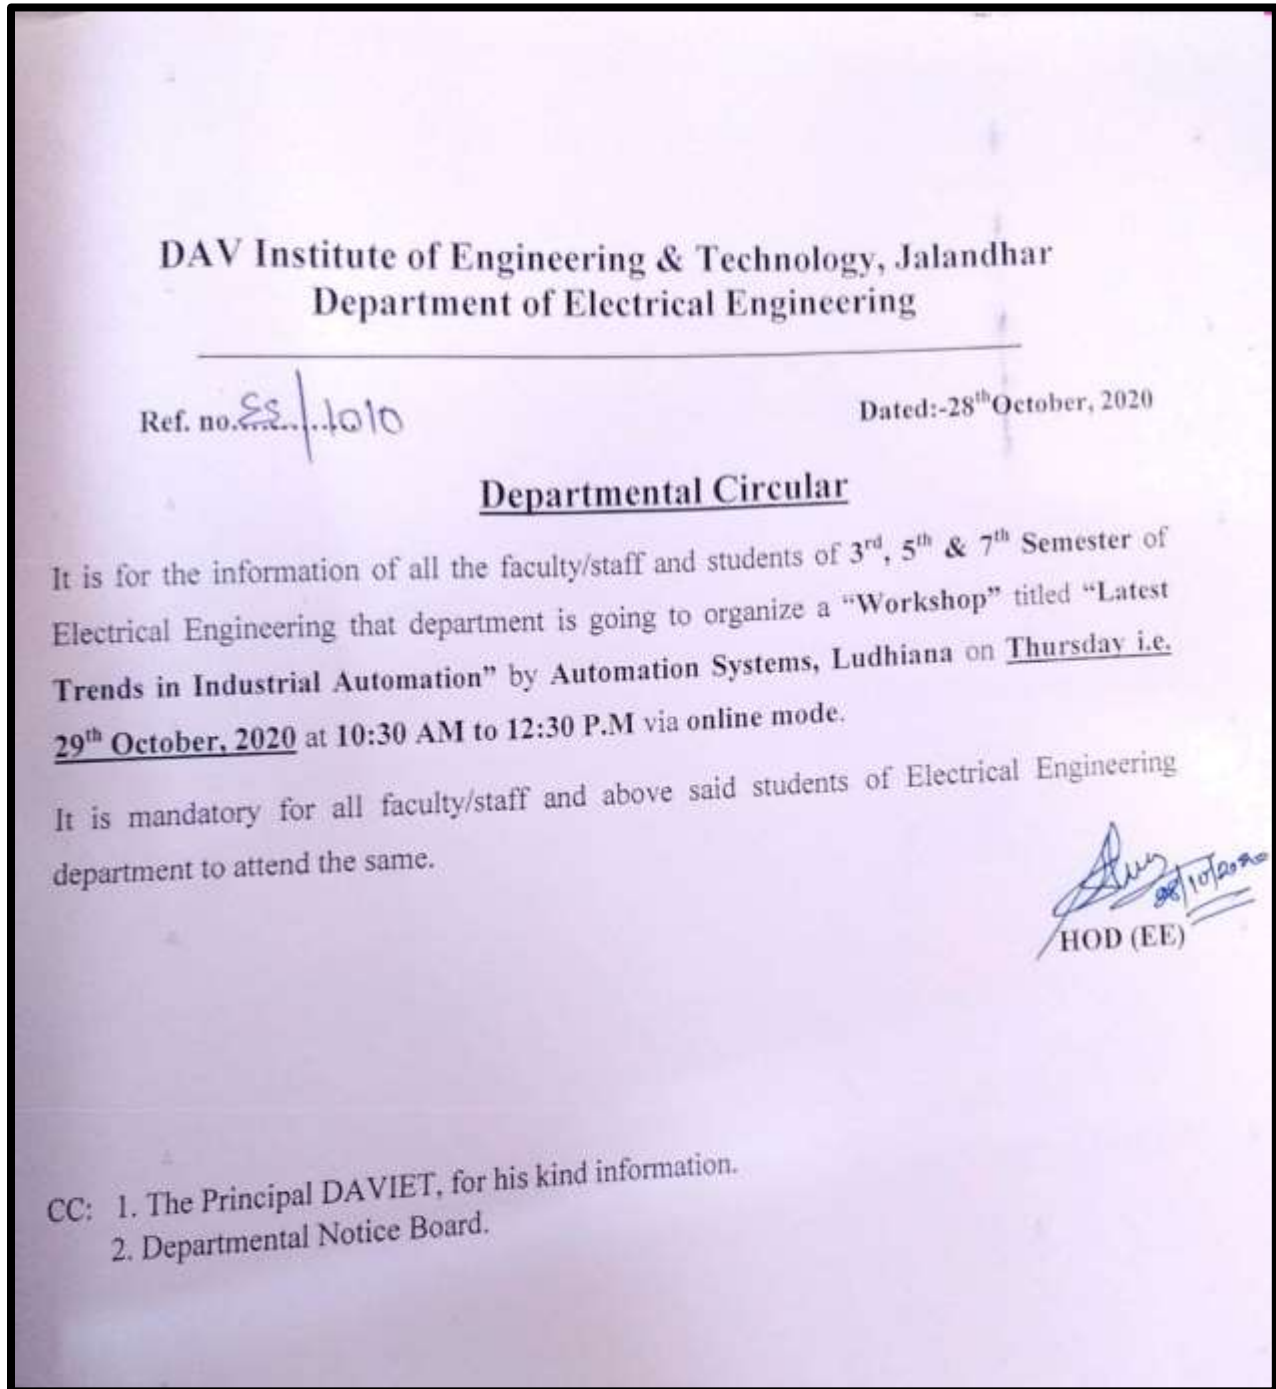 DAV Institute of Engineering & Technology, Jalandhar
Department of Electrical Engineering
Ref. no. /1010
Dated:-28th October, 2020
Departmental Circular
It is for the information of all the faculty/staff and students of 3rd, 5th & 7th Semester of
Electrical Engineering that department is going to organize a “Workshop” titled “Latest
Trends in Industrial Automation” by Automation Systems, Ludhiana on Thursday i.e.
29th October, 2020 at 10:30 AM to 12:30 P.M via online mode.
It is mandatory for all faculty/staff and above said students of Electrical Engineering
department to attend the same.
28/10/2020
HOD (EE)
CC: 1. The Principal DAVIET, for his kind information.
2. Departmental Notice Board.